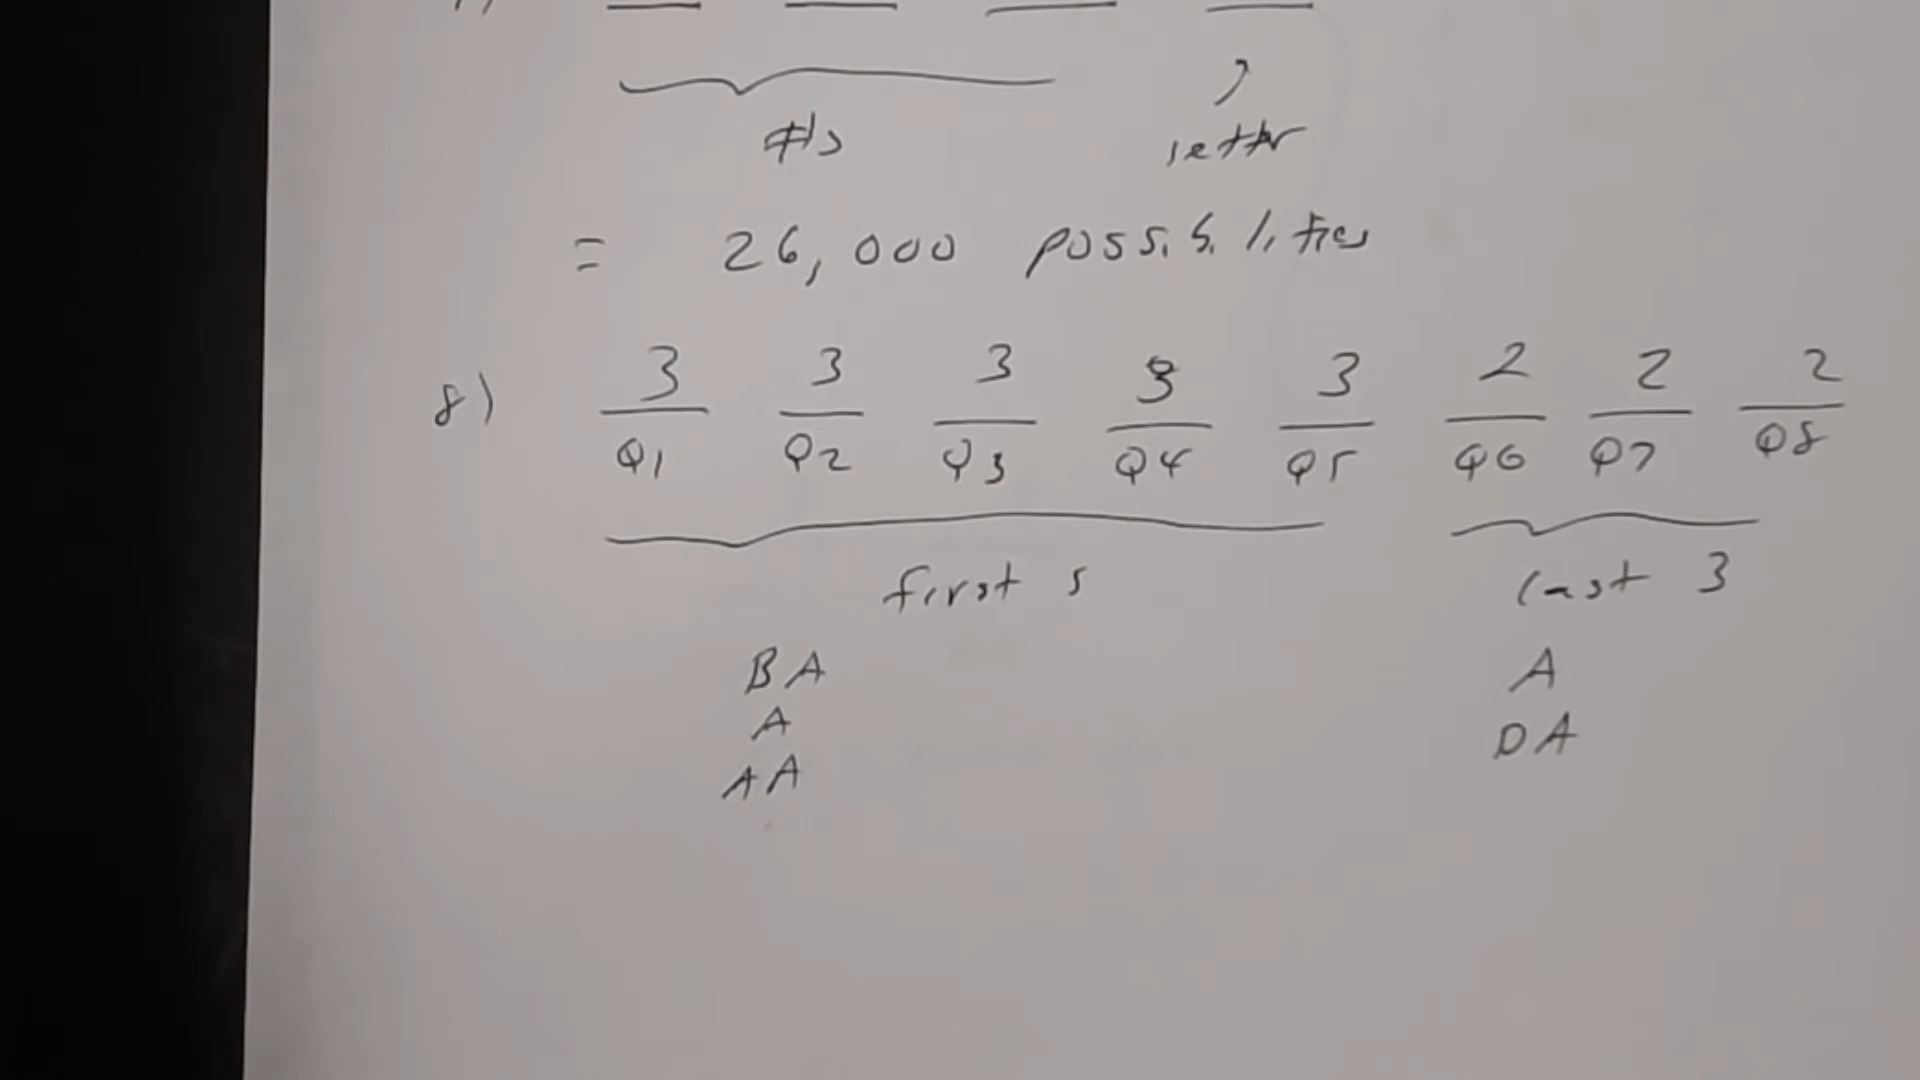 #'s letter
= 26,000 possibilities
8) 3 3 3 3 3 2 2 2
Q1 Q2 Q3 Q4 Q5 Q6 Q7 Q8
first 5 last 3
BA A
A DA
AA